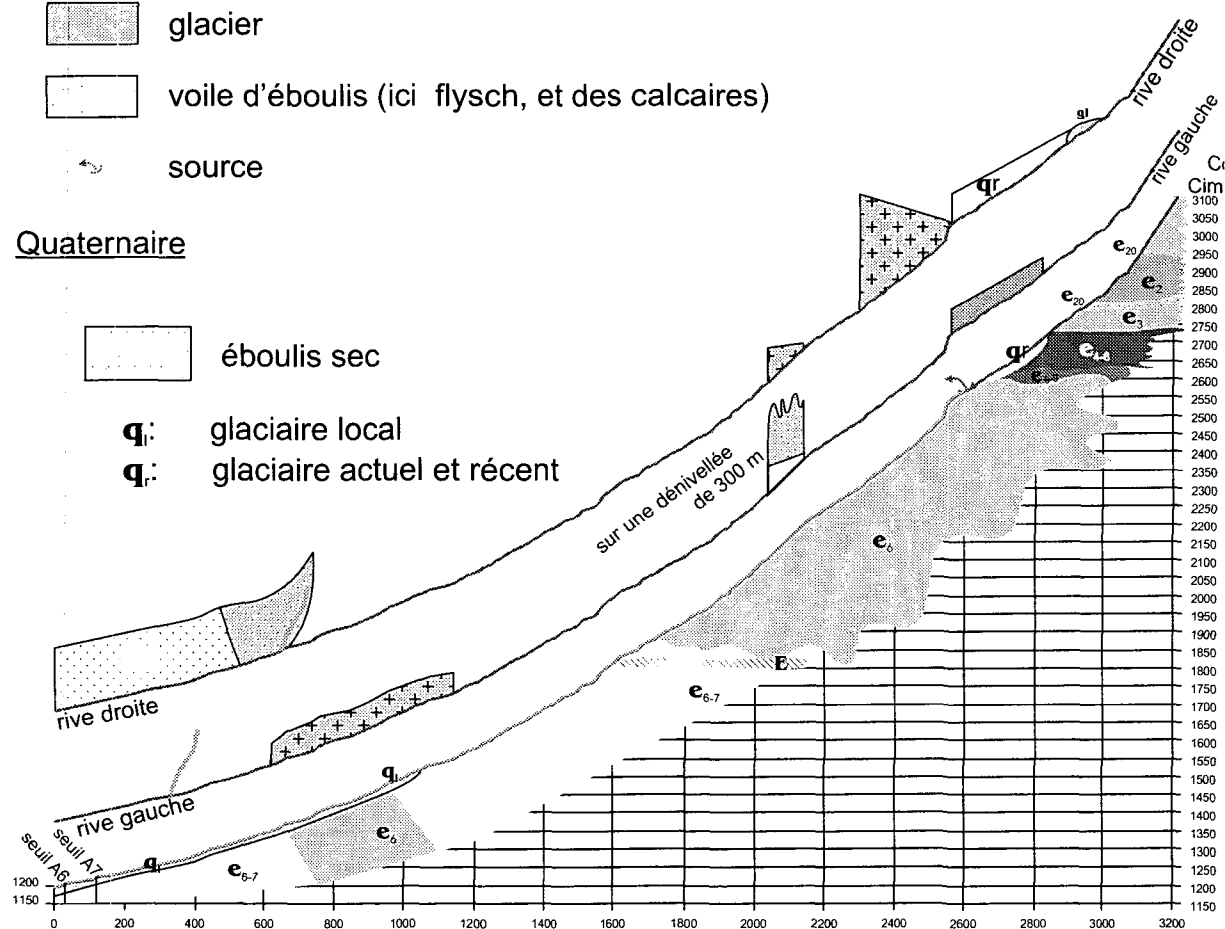 glacier
voile d'éboulis (ici flysch, et des calcaires)
source
Quaternaire
éboulis sec
ql: glaciaire local
qr: glaciaire actuel et récent
rive droite
rive gauche
gl
qr
Cim
e20
e20
e2
e3
qr
sur une dénivellée
de 300 m
e6
E
e6-7
rive droite
rive gauche
ql
e6
seuil A7
seuil A6
q
e6-7
3100
3050
3000
2950
2900
2850
2800
2750
2700
2650
2600
2550
2500
2450
2400
2350
2300
2250
2200
2150
2100
2050
2000
1950
1900
1850
1800
1750
1700
1650
1600
1550
1500
1450
1400
1350
1300
1250
1200
1150
1200
1150
0 200 400 600 800 1000 1200 1400 1600 1800 2000 2200 2400 2600 2800 3000 3200